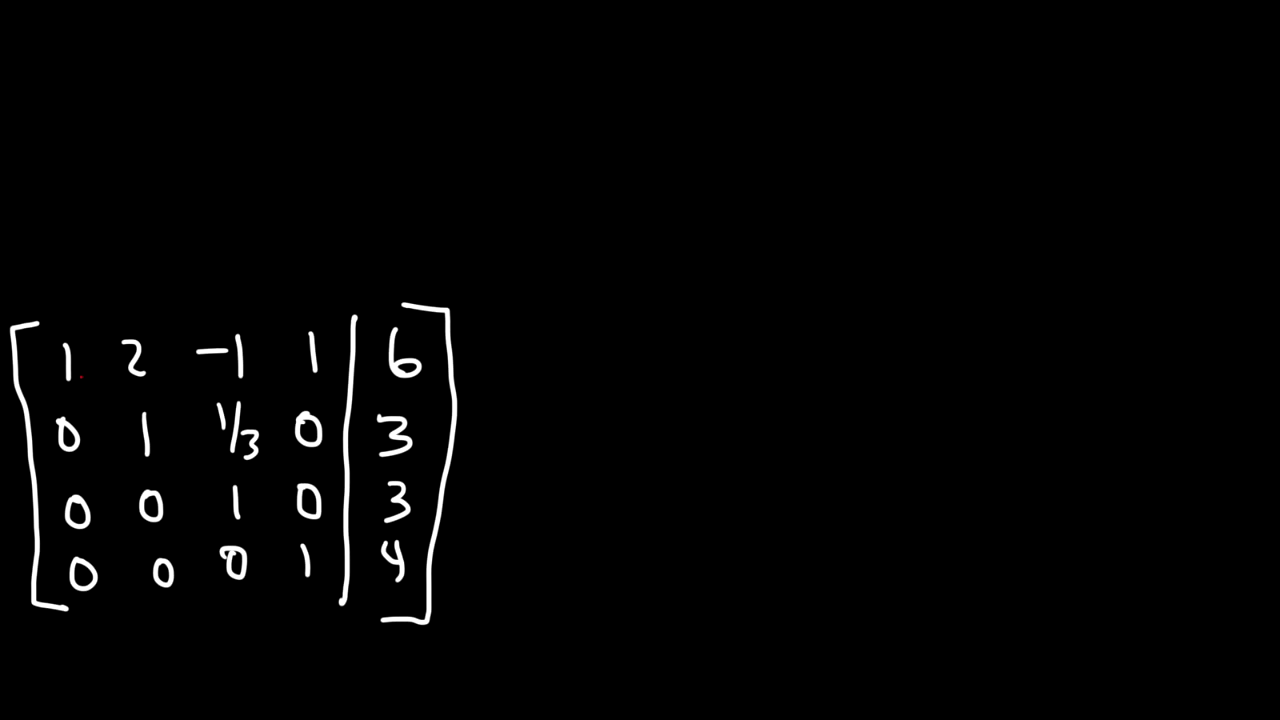 1 2 -1 1 | 6
0 1 1/3 0 | 3
0 0 1 0 | 3
0 0 0 1 | 4